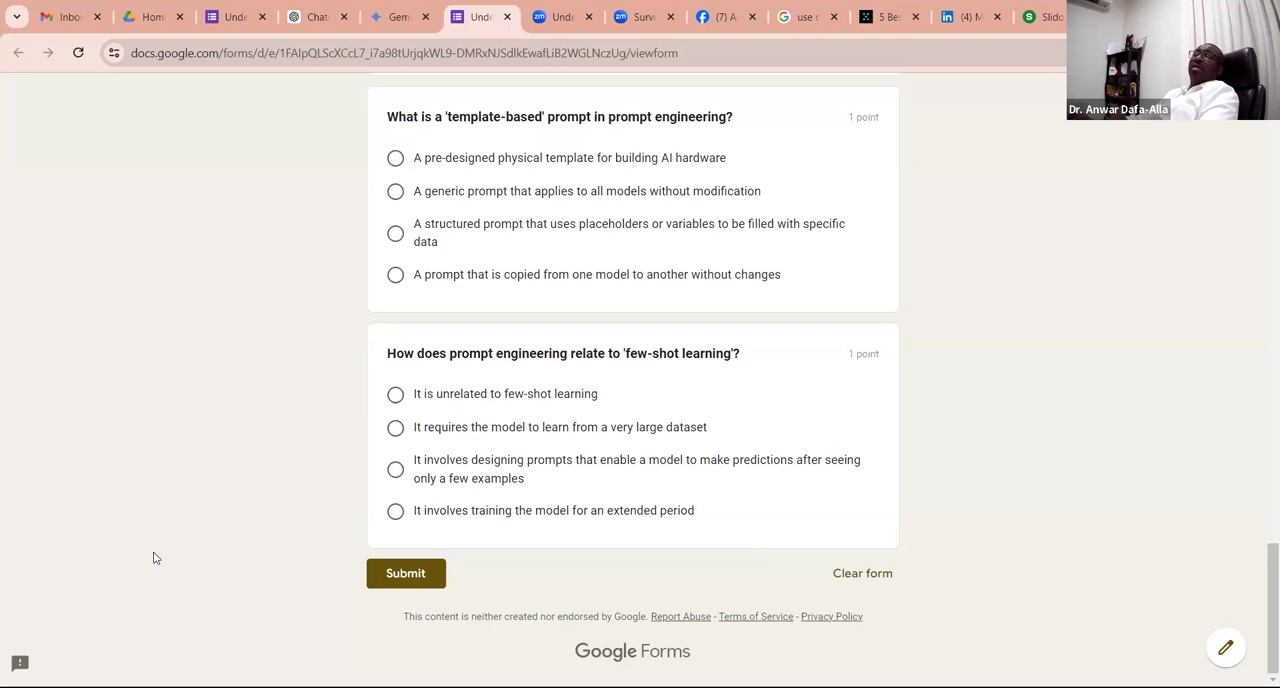 Inbo
Hom
Unde
Chat
Gem
Unde
Unde
Surv
(7) A
use c
5 Be
(4) M
Slido
docs.google.com/forms/d/e/1FAIpQLScXCcL7_i7a98tUrjqkWL9-DMRxNJSdlkEwafLiB2WGLNczUg/viewform
Dr. Anwar Dafa-Alla
What is a 'template-based' prompt in prompt engineering?
1 point
A pre-designed physical template for building AI hardware
A generic prompt that applies to all models without modification
A structured prompt that uses placeholders or variables to be filled with specific
data
A prompt that is copied from one model to another without changes
How does prompt engineering relate to 'few-shot learning'?
1 point
It is unrelated to few-shot learning
It requires the model to learn from a very large dataset
It involves designing prompts that enable a model to make predictions after seeing
only a few examples
It involves training the model for an extended period
Submit
Clear form
This content is neither created nor endorsed by Google. Report Abuse - Terms of Service - Privacy Policy
Google Forms